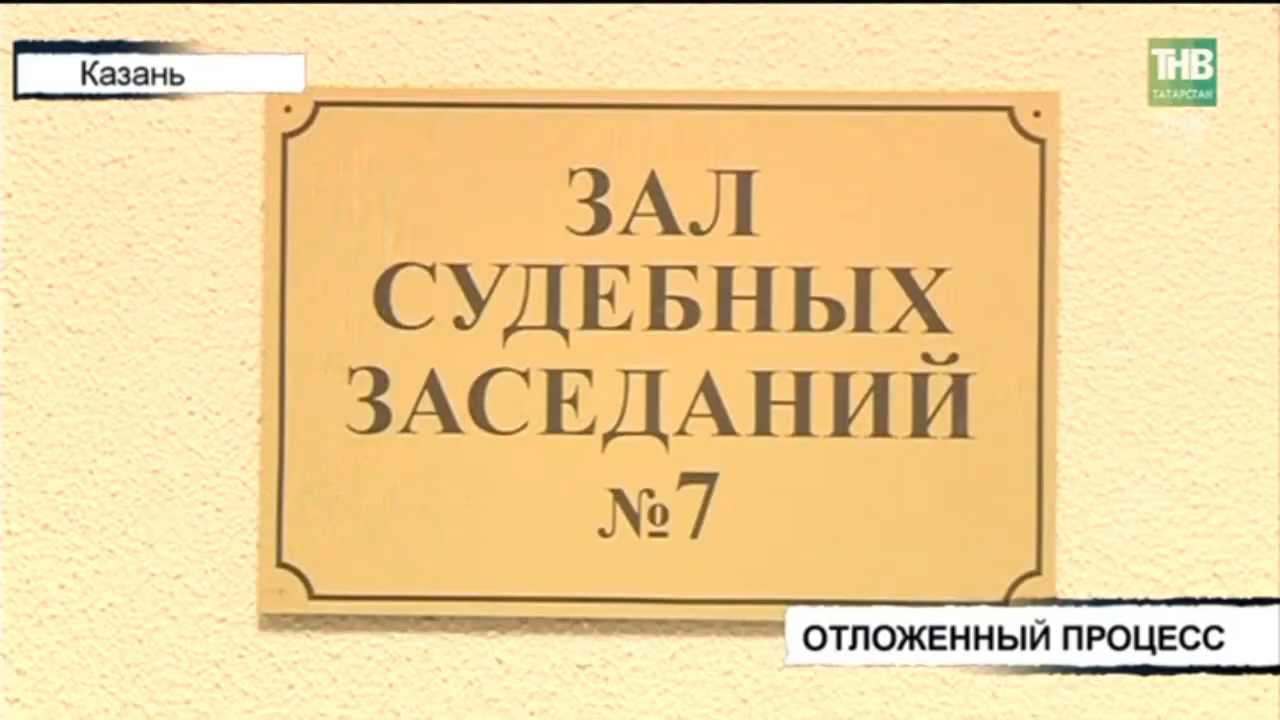 Казань
ТНВ
ТАТАРСТАН
ЗАЛ
СУДЕБНЫХ
ЗАСЕДАНИЙ
№7
ОТЛОЖЕННЫЙ ПРОЦЕСС